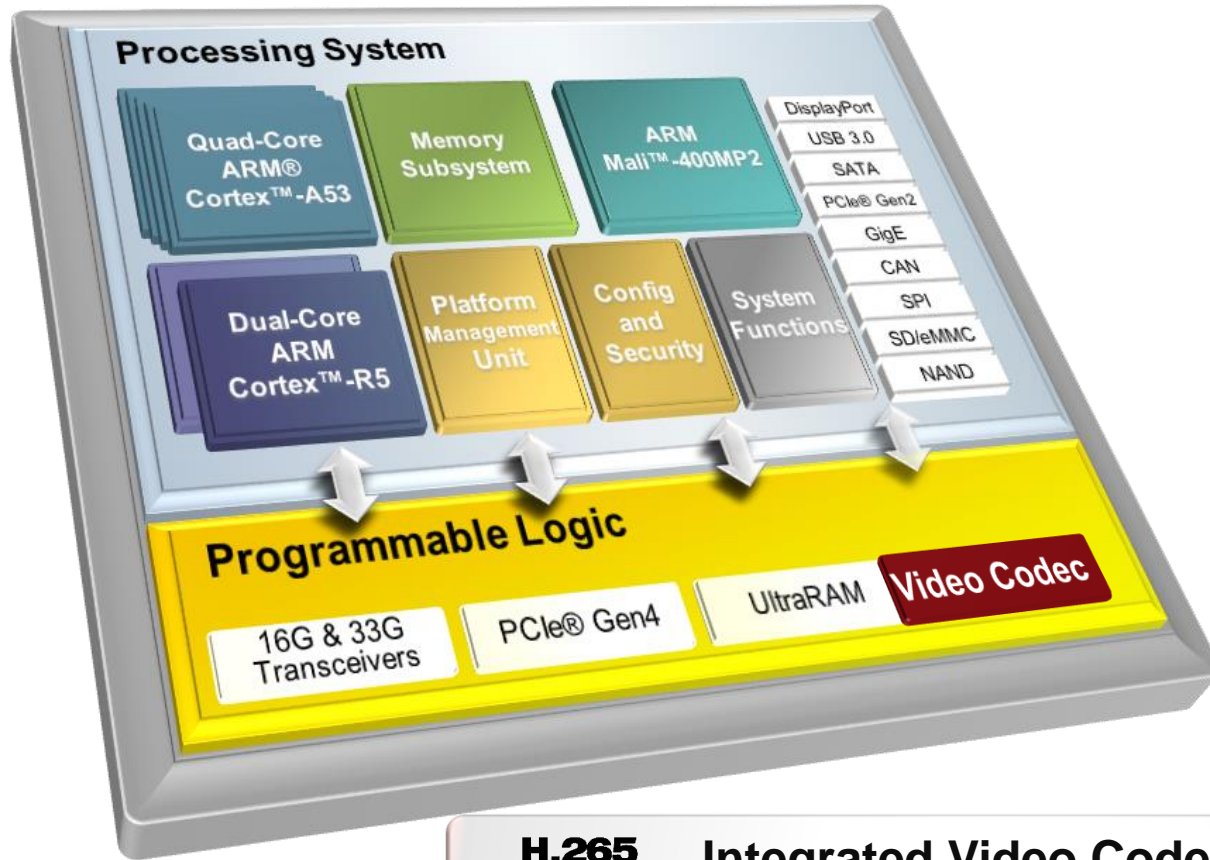 Processing System
Quad-Core
ARM®
Cortex™-A53
Memory
Subsystem
ARM
Mali™-400MP2
DisplayPort
USB 3.0
SATA
PCIe® Gen2
GigE
CAN
SPI
SD/eMMC
NAND
Dual-Core
ARM
Cortex™-R5
Platform
Management
Unit
Config
and
Security
System
Functions
Programmable Logic
16G & 33G
Transceivers
PCIe® Gen4
UltraRAM
Video Codec
H.265
Integrated Video Code